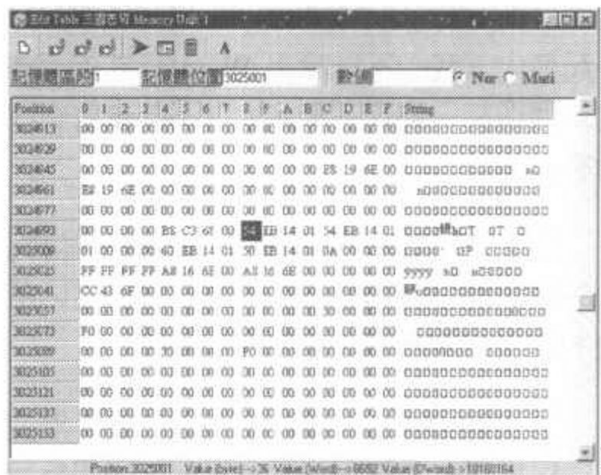 Edit Table 三國志 Memory Unit 1
記憶體區段 1 記憶體位置 3025001 數值 Nor Muti
Position 0 1 2 3 4 5 6 7 8 9 A B C D E F String
3024913 00 00 00 00 00 00 00 00 00 00 00 00 00 00 00 00
3024929 00 00 00 00 00 00 00 00 00 00 00 00 00 00 00 00
3024945 00 00 00 00 00 00 00 00 00 00 00 00 E8 19 6E 00
3024961 E8 19 6E 00 00 00 00 00 00 00 00 00 00 00 00 00
3024977 00 00 00 00 00 00 00 00 00 00 00 00 00 00 00 00
3024993 00 00 00 00 B8 C3 6F 00 54 EB 14 01 54 EB 14 01
3025009 01 00 00 00 60 EB 14 01 50 EB 14 01 0A 00 00 00
3025025 FF FF FF FF A8 16 6E 00 A8 16 6E 00 00 00 00 00 yyyy
3025041 CC 43 6F 00 00 00 00 00 00 00 00 00 00 00 00 00
3025057 00 00 00 00 00 00 00 00 00 00 00 00 30 00 00 00
3025073 F0 00 00 00 00 00 00 00 00 00 00 00 00 00 00 00
3025089 00 00 00 00 30 00 00 00 F0 00 00 00 00 00 00 00
3025105 00 00 00 00 00 00 00 00 00 00 00 00 00 00 00 00
3025121 00 00 00 00 00 00 00 00 00 00 00 00 00 00 00 00
3025137 00 00 00 00 00 00 00 00 00 00 00 00 00 00 00 00
3025153 00 00 00 00 00 00 00 00 00 00 00 00 00 00 00 00
Position 3025001 Value (byte)--> Value (Word)--> Value (Dword)-->